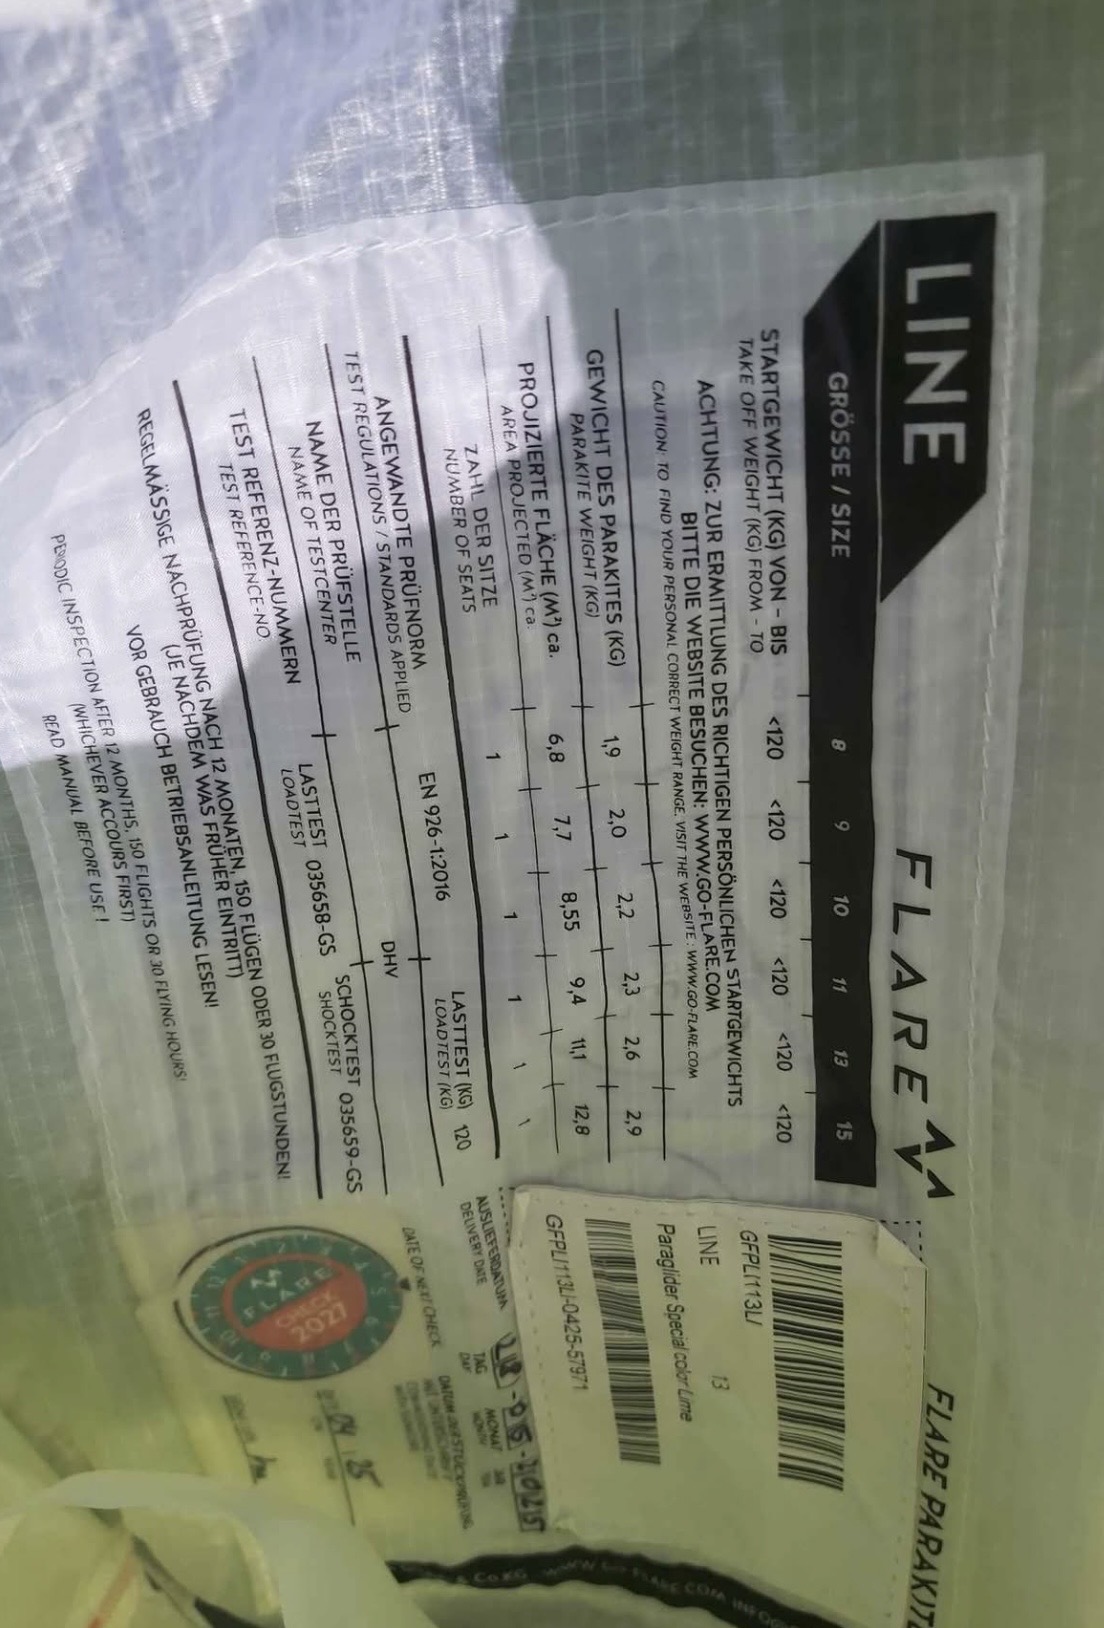 LINE
FLARE
GRÖSSE / SIZE 8 9 10 11 13 15
STARTGEWICHT (KG) VON - BIS <120 <120 <120 <120 <120 <120
TAKE OFF WEIGHT (KG) FROM - TO
ACHTUNG: ZUR ERMITTLUNG DES RICHTIGEN PERSÖNLICHEN STARTGEWICHTS
BITTE DIE WEBSITE BESUCHEN: WWW.GO-FLARE.COM
CAUTION: TO FIND YOUR PERSONAL CORRECT WEIGHT RANGE, VISIT THE WEBSITE: WWW.GO-FLARE.COM
GEWICHT DES PARAKITES (KG) 1,9 2,0 2,2 2,3 2,6 2,9
PARAKITE WEIGHT (KG)
PROJIZIERTE FLÄCHE (M²) ca. 6,8 7,7 8,55 9,4 11,1 12,8
AREA PROJECTED (M²) ca.
ZAHL DER SITZE 1 1 1 1 1 1
NUMBER OF SEATS
ANGEWANDTE PRÜFNORM EN 926-1:2016 LASTTEST (KG) 120
TEST REGULATIONS / STANDARDS APPLIED LOADTEST (KG)
NAME DER PRÜFSTELLE DHV
NAME OF TESTCENTER
TEST REFERENZ-NUMMERN LASTTEST 035658-GS SCHOCKTEST 035659-GS
TEST REFERENCE-NO LOADTEST SHOCKTEST
REGELMÄSSIGE NACHPRÜFUNG NACH 12 MONATEN, 150 FLÜGEN ODER 30 FLUGSTUNDEN!
(JE NACHDEM WAS FRÜHER EINTRITT)
VOR GEBRAUCH BETRIEBSANLEITUNG LESEN!
PERIODIC INSPECTION AFTER 12 MONTHS, 150 FLIGHTS OR 30 FLYING HOURS!
(WHICHEVER ACCOURS FIRST)
READ MANUAL BEFORE USE!
FLARE PARAKITE
GFPLI113LI
LINE 13
Paraglider Special color Lime
GFPLI113LI-0425-57971
AUSLIEFERDATUM
DELIVERY DATE
TAG MONAT
DAY
DATE OF NEXT CHECK
FLARE
CHECK
2027
WWW.GO-FLARE.COM